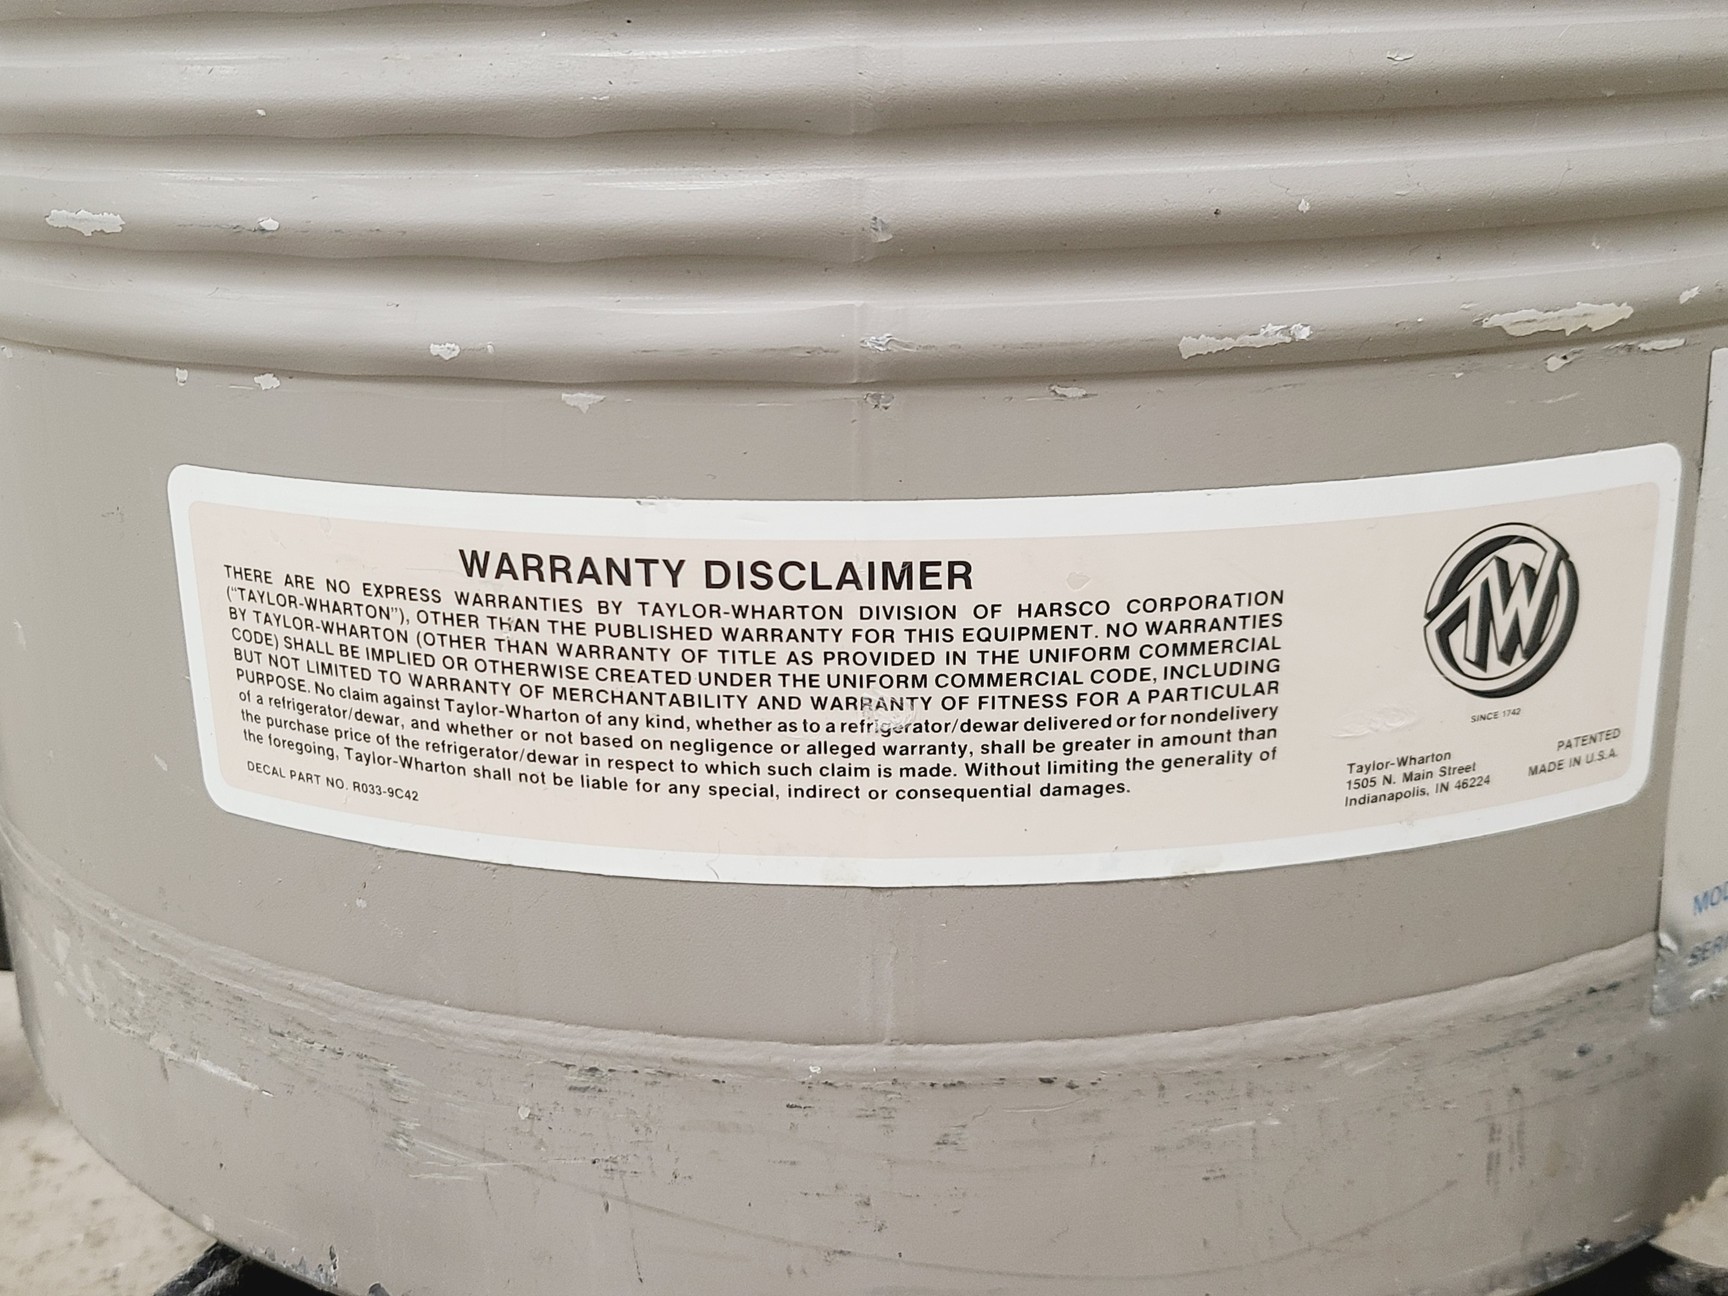 WARRANTY DISCLAIMER
THERE ARE NO EXPRESS WARRANTIES BY TAYLOR-WHARTON DIVISION OF HARSCO CORPORATION
("TAYLOR-WHARTON"), OTHER THAN THE PUBLISHED WARRANTY FOR THIS EQUIPMENT. NO WARRANTIES
BY TAYLOR-WHARTON (OTHER THAN WARRANTY OF TITLE AS PROVIDED IN THE UNIFORM COMMERCIAL
CODE) SHALL BE IMPLIED OR OTHERWISE CREATED UNDER THE UNIFORM COMMERCIAL CODE, INCLUDING
BUT NOT LIMITED TO WARRANTY OF MERCHANTABILITY AND WARRANTY OF FITNESS FOR A PARTICULAR
PURPOSE. No claim against Taylor-Wharton of any kind, whether as to a refrigerator/dewar delivered or for nondelivery
of a refrigerator/dewar, and whether or not based on negligence or alleged warranty, shall be greater in amount than
the purchase price of the refrigerator/dewar in respect to which such claim is made. Without limiting the generality of
the foregoing, Taylor-Wharton shall not be liable for any special, indirect or consequential damages.
DECAL PART NO. R033-9C42
TW
SINCE 1742
Taylor-Wharton
1505 N. Main Street
Indianapolis, IN 46224
PATENTED
MADE IN U.S.A.